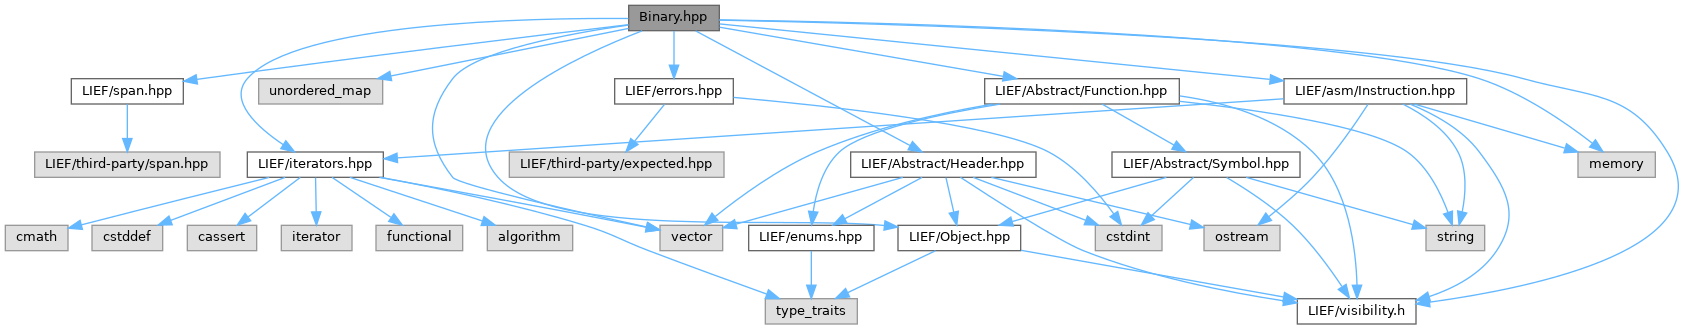 Binary.hpp
LIEF/span.hpp
unordered_map
LIEF/errors.hpp
LIEF/Abstract/Function.hpp
LIEF/asm/Instruction.hpp
LIEF/third-party/span.hpp
LIEF/iterators.hpp
LIEF/third-party/expected.hpp
LIEF/Abstract/Header.hpp
LIEF/Abstract/Symbol.hpp
memory
cmath
cstddef
cassert
iterator
functional
algorithm
vector
LIEF/enums.hpp
LIEF/Object.hpp
cstdint
ostream
string
type_traits
LIEF/visibility.h